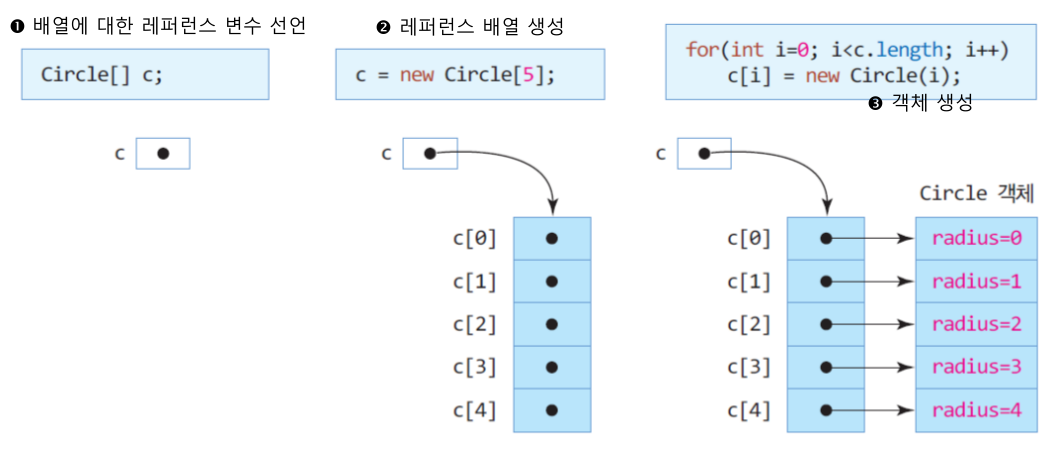 ❶ 배열에 대한 레퍼런스 변수 선언
Circle[] c;
c
❷ 레퍼런스 배열 생성
c = new Circle[5];
c
c[0]
c[1]
c[2]
c[3]
c[4]
for(int i=0; i<c.length; i++)
c[i] = new Circle(i);
❸ 객체 생성
c
Circle 객체
c[0] radius=0
c[1] radius=1
c[2] radius=2
c[3] radius=3
c[4] radius=4